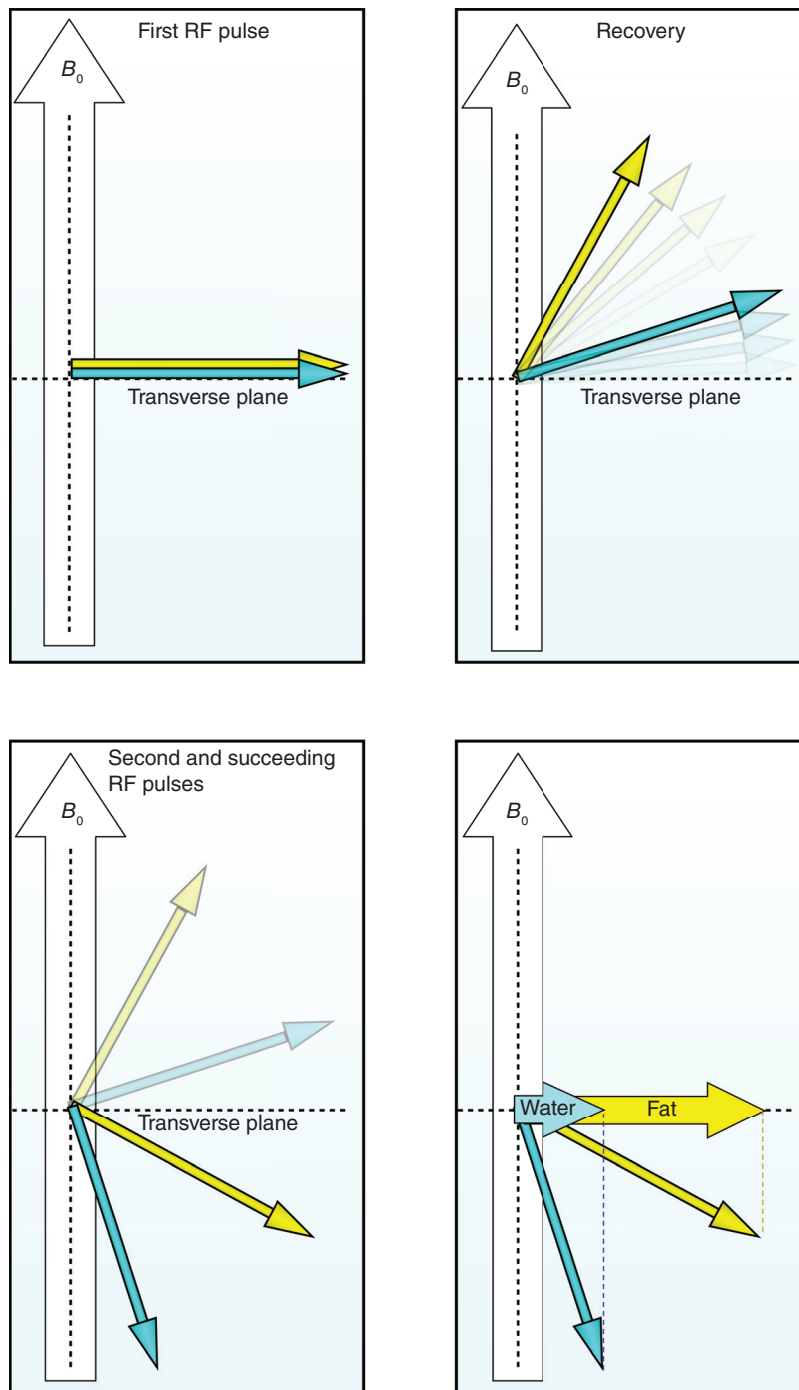 First RF pulse
B0
Transverse plane
Recovery
B0
Transverse plane
Second and succeeding
RF pulses
B0
Transverse plane
B0
Water
Fat